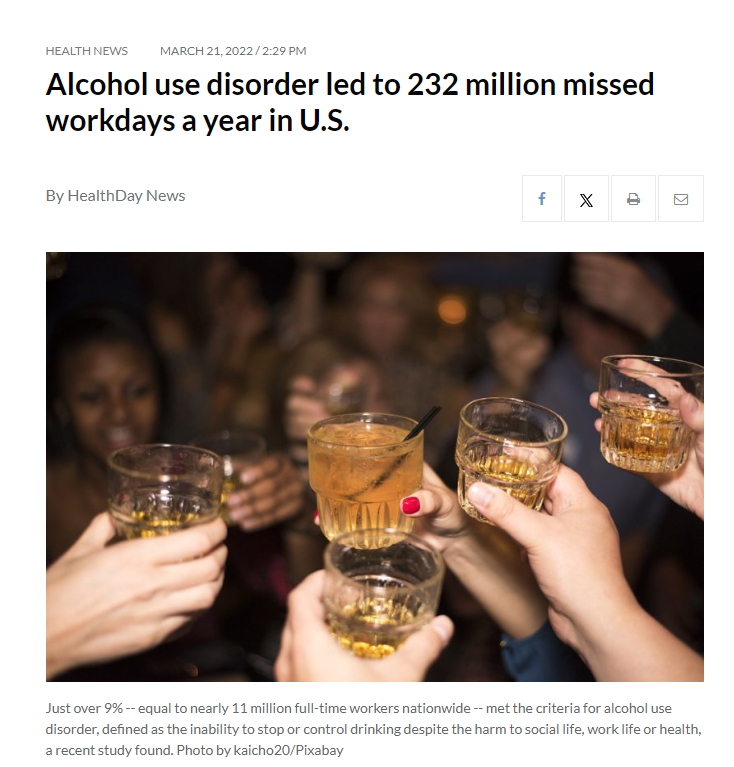 HEALTH NEWS MARCH 21, 2022 / 2:29 PM
Alcohol use disorder led to 232 million missed
workdays a year in U.S.
By HealthDay News
Just over 9% -- equal to nearly 11 million full-time workers nationwide -- met the criteria for alcohol use
disorder, defined as the inability to stop or control drinking despite the harm to social life, work life or health,
a recent study found. Photo by kaicho20/Pixabay